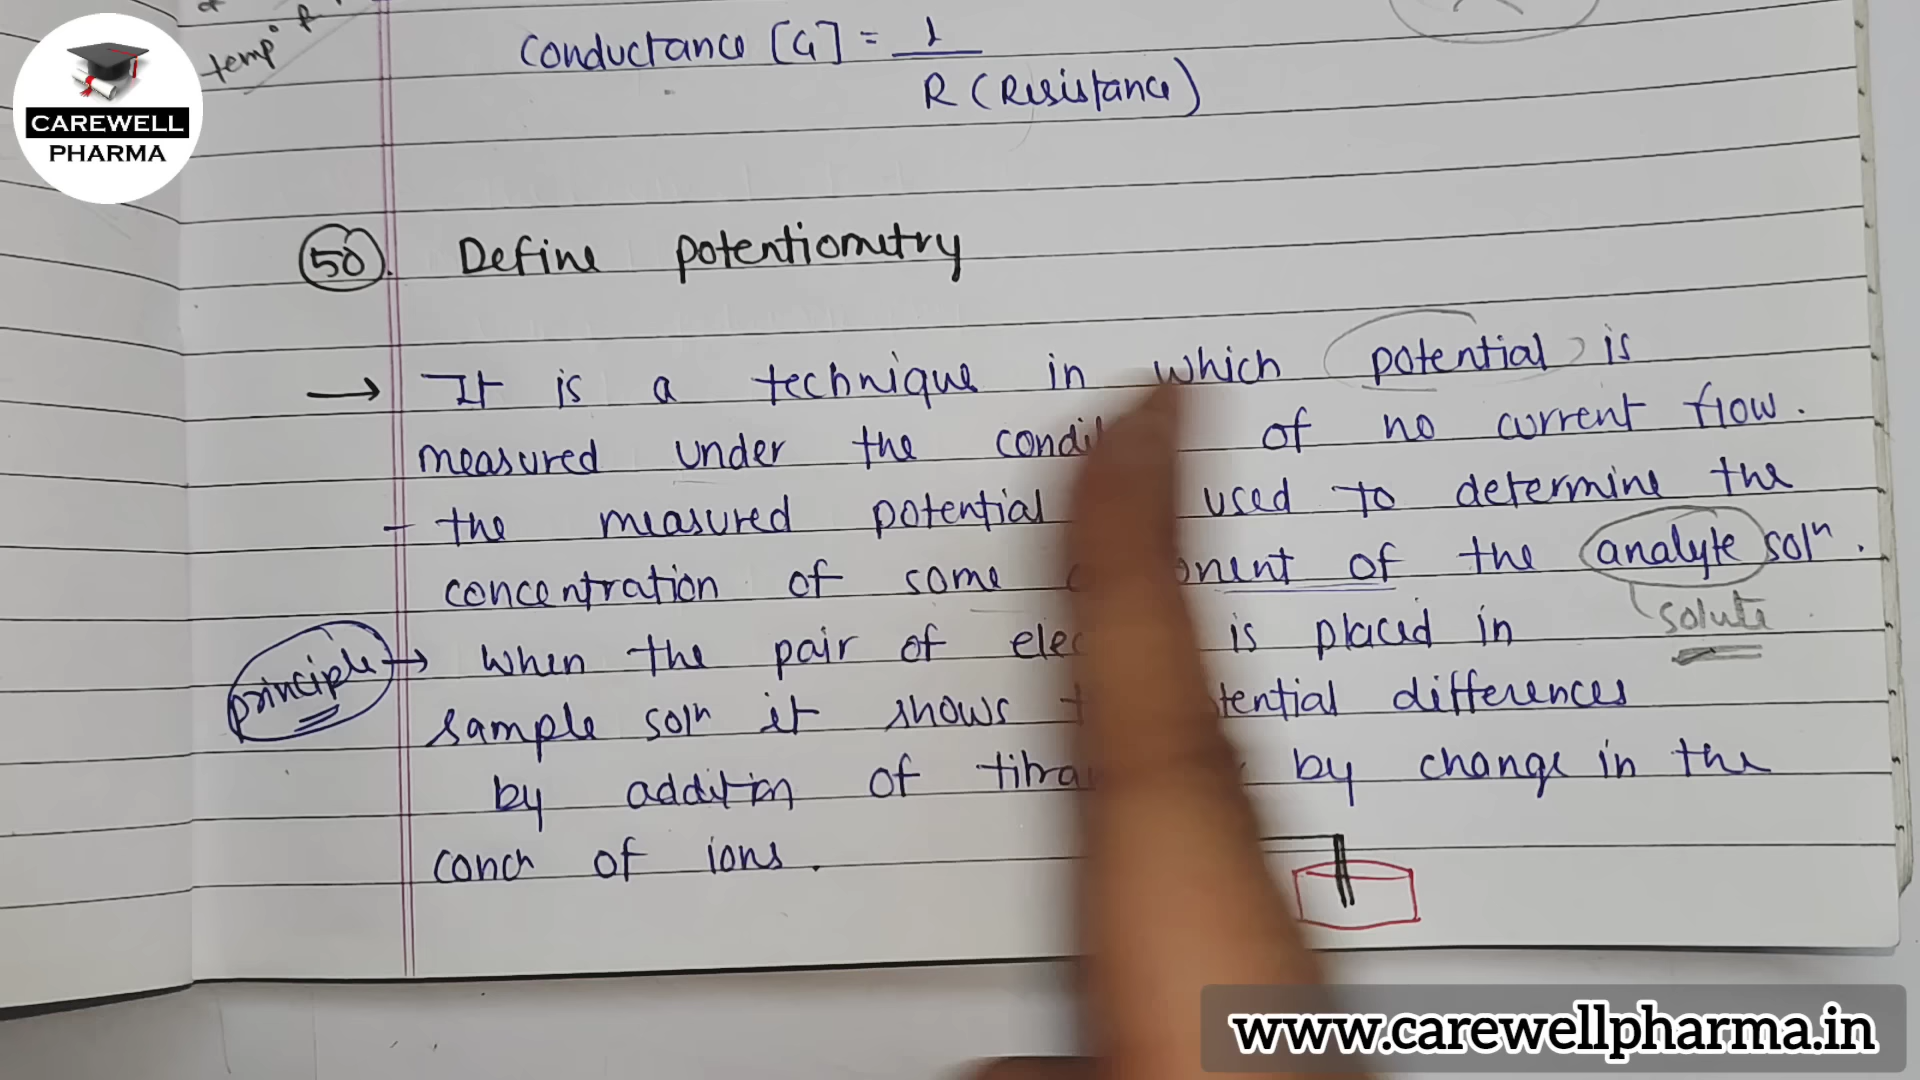 temp°
Conductance [G] = 1
R (Resistance)
CAREWELL
PHARMA
50. Define potentiometry
→ It is a technique in which potential is
measured under the of no current flow.
- the measured potential used to determine the
concentration of some of the analyte solⁿ.
solute
principle → when the pair of is placed in
sample solⁿ it shows differences
by addition of by change in the
concn of ions.
www.carewellpharma.in